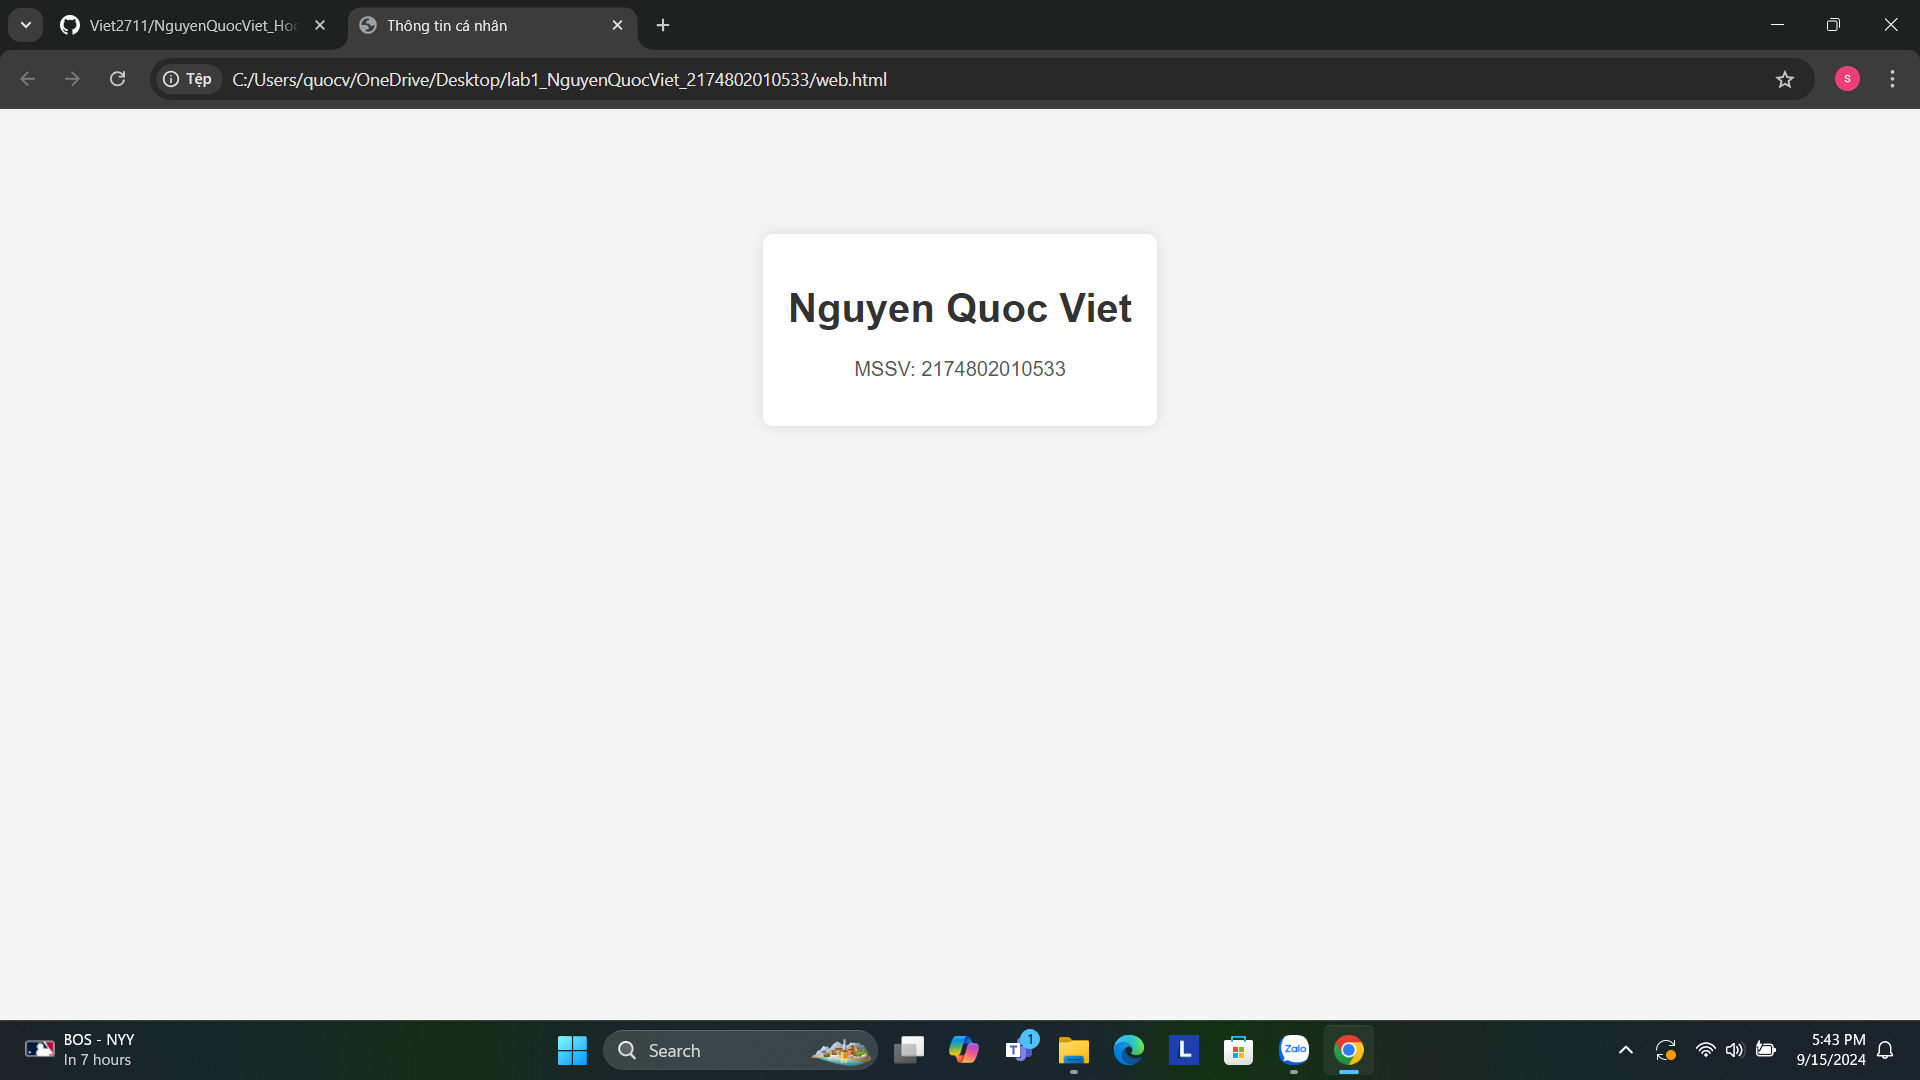 Viet2711/NguyenQuocViet_Hoc
Thông tin cá nhân
Tệp
C:/Users/quocv/OneDrive/Desktop/lab1_NguyenQuocViet_2174802010533/web.html
S
Nguyen Quoc Viet
MSSV: 2174802010533
BOS - NYY
In 7 hours
Search
1
T
L
Zalo
5:43 PM
9/15/2024